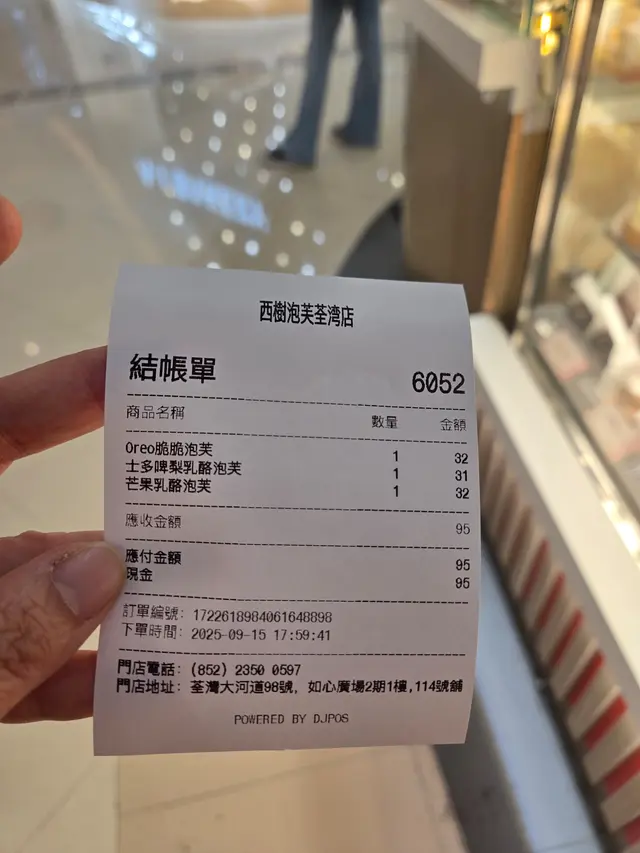 西樹泡芙荃湾店
結帳單 6052
商品名稱 數量 金額
Oreo脆脆泡芙 1 32
士多啤梨乳酪泡芙 1 31
芒果乳酪泡芙 1 32
應收金額 95
應付金額 95
現金 95
訂單編號: 1722618984061648898
下單時間: 2025-09-15 17:59:41
門店電話: (852) 2350 0597
門店地址: 荃灣大河道98號, 如心廣場2期1樓,114號舖
POWERED BY DJPOS